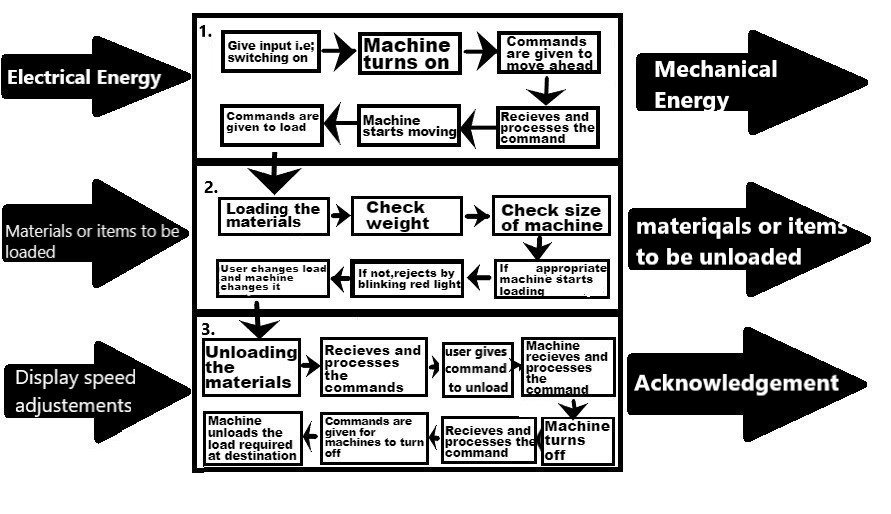 Electrical Energy
Materials or items to be
loaded
Display speed
adjustements
1.
Give input i.e;
switching on
Machine
turns on
Commands
are given to
move ahead
Recieves and
processes the
command
Machine
starts moving
Commands are
given to load
2.
Loading the
materials
Check
weight
Check size
of machine
If appropriate
machine starts
loading
If not,rejects by
blinking red light
User changes load
and machine
changes it
3.
Unloading
the
materials
Recieves and
processes
the
commands
user gives
command
to unload
Machine
recieves and
processes
the
command
Machine
turns
off
Recieves and
processes the
command
Commands are
given for
machines to turn
off
Machine
unloads the
load required
at destination
Mechanical
Energy
materiqals or items
to be unloaded
Acknowledgement